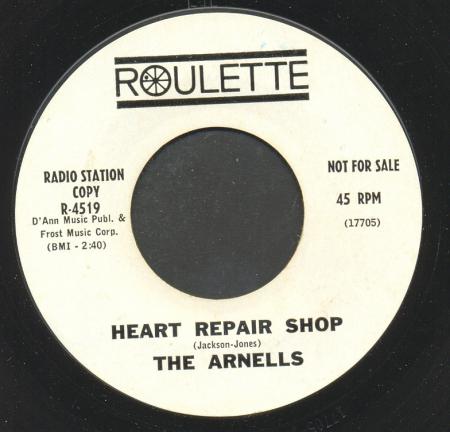 ROULETTE
RADIO STATION
COPY
R-4519
D'Ann Music Publ. &
Frost Music Corp.
(BMI - 2:40)
NOT FOR SALE
45 RPM
(17705)
HEART REPAIR SHOP
(Jackson-Jones)
THE ARNELLS